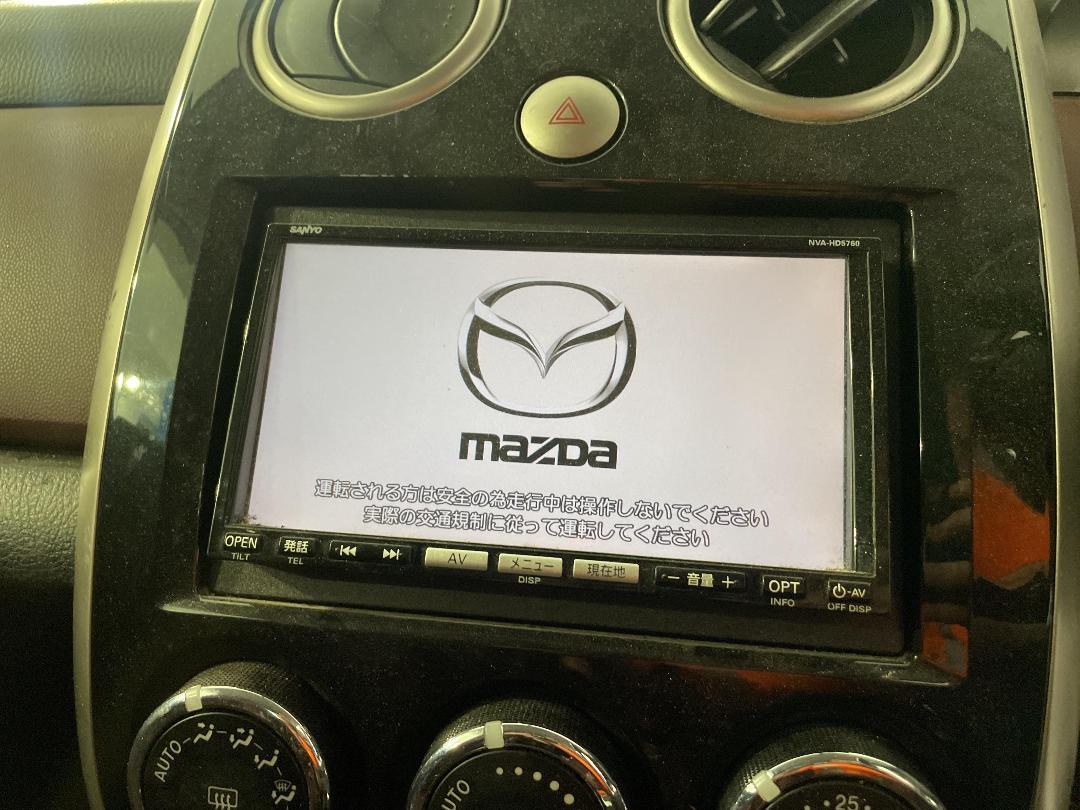 SANYO
NVA-HD5760
mazda
運転される方は安全の為走行中は操作しないでください
実際の交通規制に従って運転してください
OPEN 発話 AV メニュー 現在地 − 音量 + OPT ⏻-AV
TILT TEL DISP INFO OFF DISP
AUTO
AUTO
25